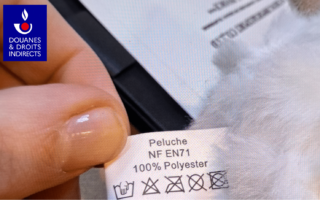 DOUANES
& DROITS
INDIRECTS
Peluche
NF EN71
100% Polyester